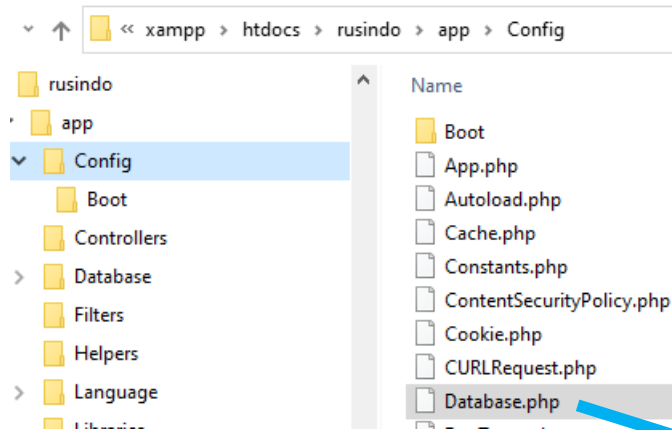 « xampp > htdocs > rusindo > app > Config
rusindo
app
Config
Boot
Controllers
Database
Filters
Helpers
Language
Name
Boot
App.php
Autoload.php
Cache.php
Constants.php
ContentSecurityPolicy.php
Cookie.php
CURLRequest.php
Database.php